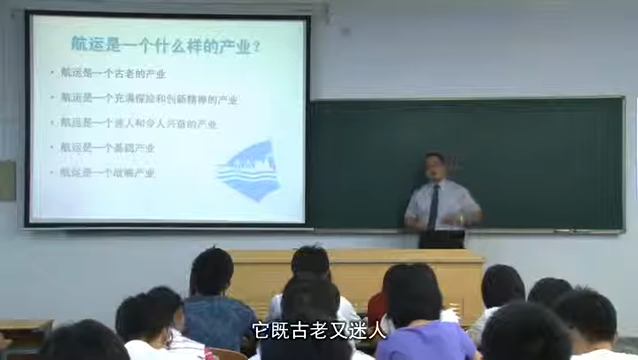 航运是一个什么样的产业？
• 航运是一个古老的产业
• 航运是一个充满保险和创新精神的产业
• 航运是一个迷人和令人兴奋的产业
• 航运是一个基础产业
• 航运是一个战略产业
它既古老又迷人